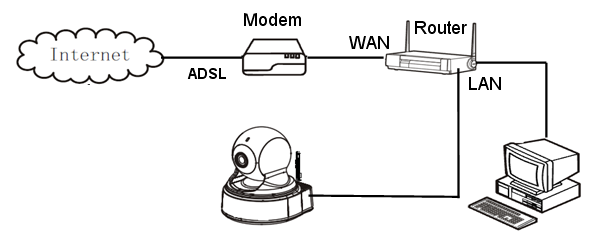 Modem
Router
Internet
WAN
ADSL
LAN